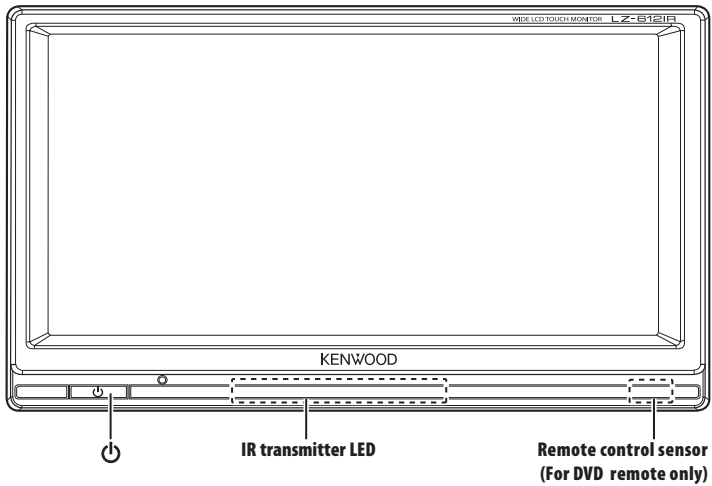 WIDE LCD TOUCH MONITOR LZ-612IR
KENWOOD
IR transmitter LED
Remote control sensor
(For DVD remote only)